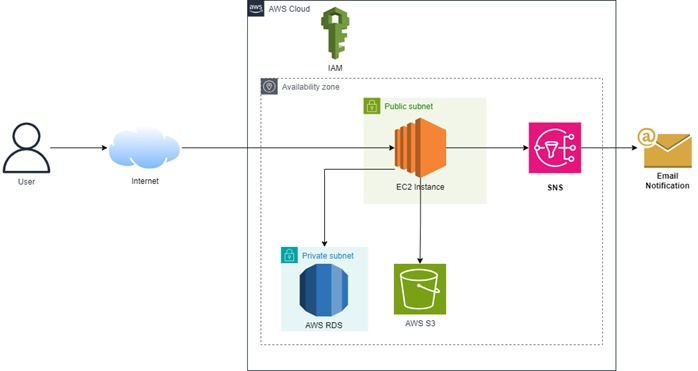 aws
AWS Cloud
IAM
Availability zone
Public subnet
User
Internet
EC2 Instance
SNS
@
Email
Notification
Private subnet
AWS RDS
AWS S3